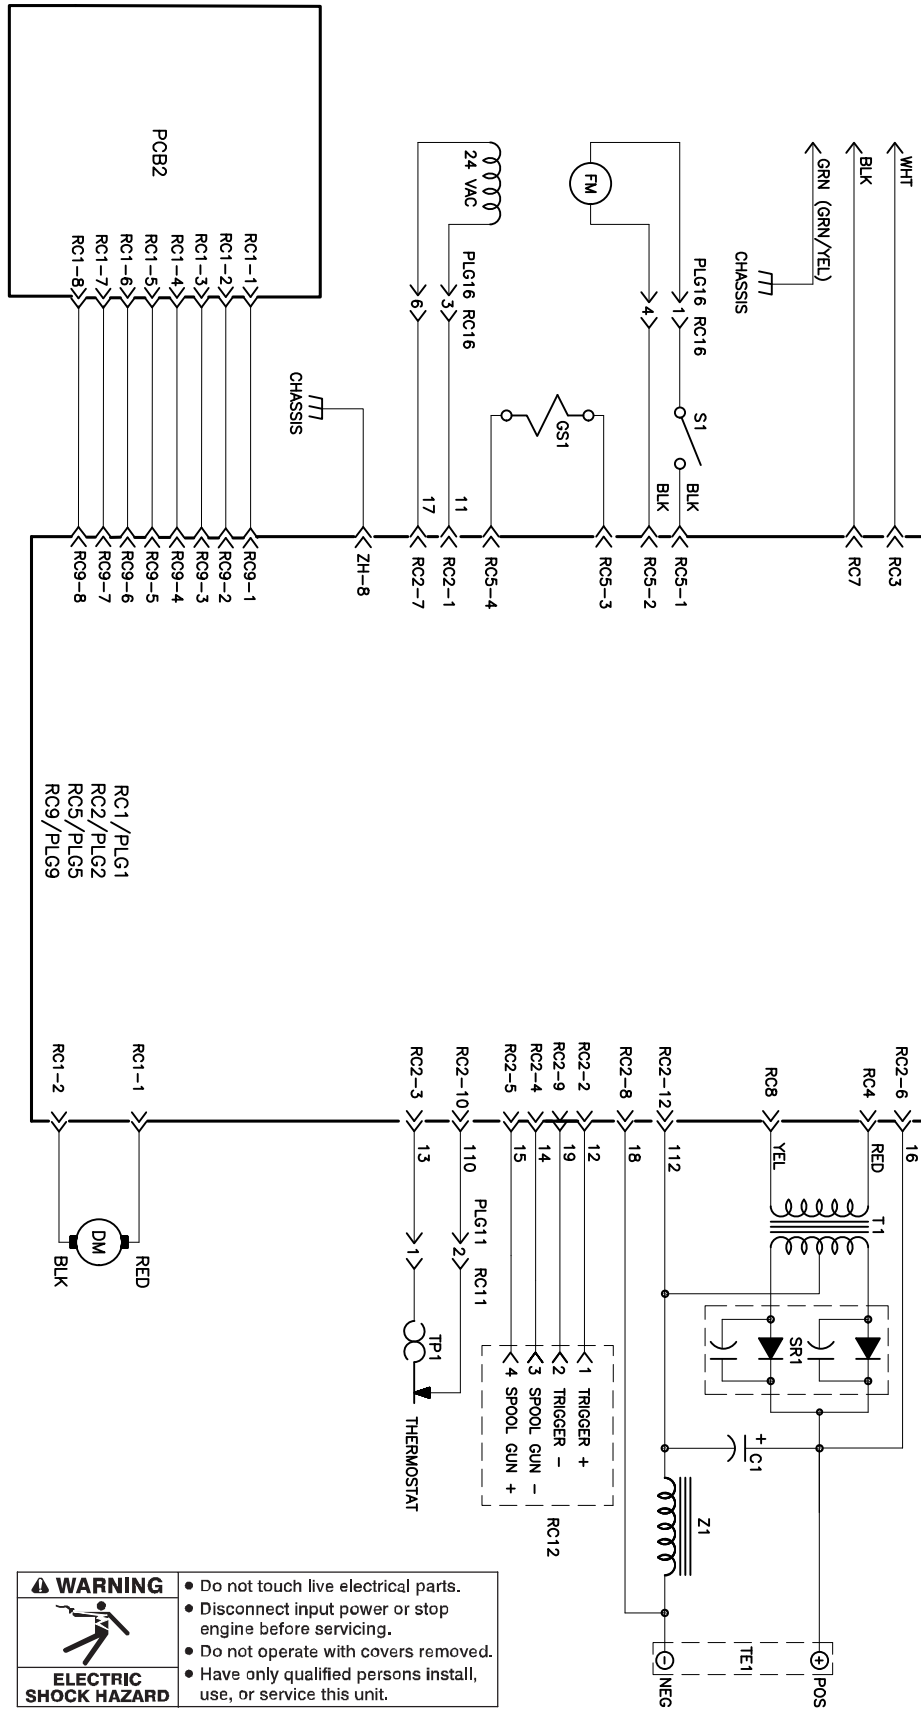 WHT
BLK
GRN (GRN/YEL)
CHASSIS
RC3
RC7
PLG16 RC16
1
4
S1
BLK
BLK
RC5-1
RC5-2
FM
GS1
RC5-3
RC5-4
24 VAC
PLG16 RC16
3
6
11
17
RC2-1
RC2-7
CHASSIS
ZH-8
PCB2
RC1-1
RC1-2
RC1-3
RC1-4
RC1-5
RC1-6
RC1-7
RC1-8
RC9-1
RC9-2
RC9-3
RC9-4
RC9-5
RC9-6
RC9-7
RC9-8
RC1/PLG1
RC2/PLG2
RC5/PLG5
RC9/PLG9
RC2-6
RC4
RC8
RC2-12
RC2-8
RC2-2
RC2-9
RC2-4
RC2-5
RC2-10
RC2-3
RC1-1
RC1-2
16
RED
YEL
112
18
12
19
14
15
110
13
T1
SR1
+
C1
Z1
TE1
+ POS
- NEG
1 TRIGGER +
2 TRIGGER -
3 SPOOL GUN -
4 SPOOL GUN +
RC12
PLG11 RC11
2
1
TP1
THERMOSTAT
RED
DM
BLK
WARNING
ELECTRIC
SHOCK HAZARD
• Do not touch live electrical parts.
• Disconnect input power or stop
engine before servicing.
• Do not operate with covers removed.
• Have only qualified persons install,
use, or service this unit.